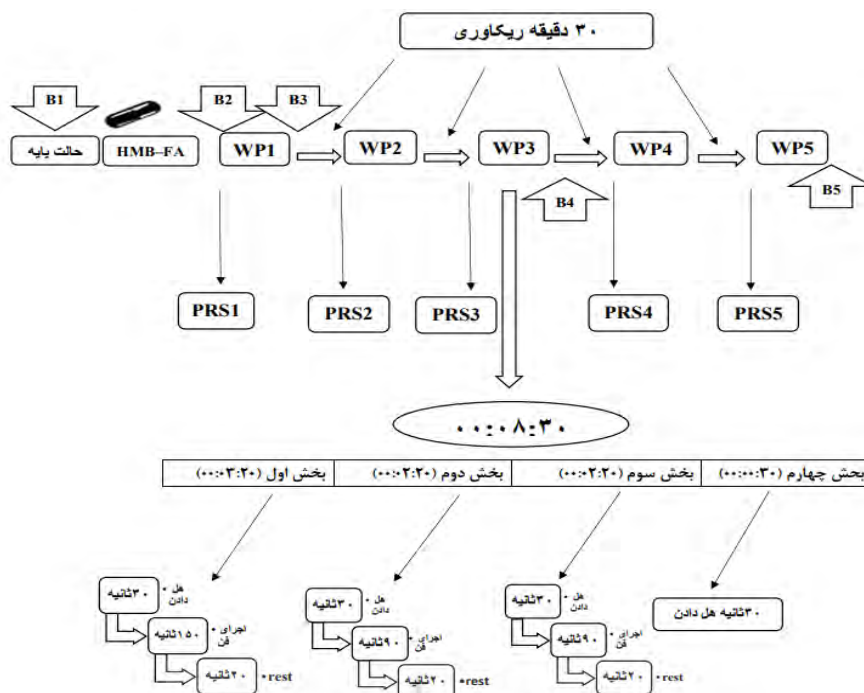 ۳۰ دقیقه ریکاوری
B1
B2
B3
حالت پایه
HMB-FA
WP1
WP2
WP3
WP4
WP5
B4
B5
PRS1
PRS2
PRS3
PRS4
PRS5
۰۰:۰۸:۳۰
بخش اول (۰۰:۰۳:۲۰)
بخش دوم (۰۰:۰۲:۲۰)
بخش سوم (۰۰:۰۲:۲۰)
بخش چهارم (۰۰:۰۰:۳۰)
۳۰ثانیه
• هل
دادن
۱۵۰ثانیه
• اجرای
فن
۲۰ثانیه
•rest
۳۰ثانیه
• هل
دادن
۹۰ثانیه
• اجرای
فن
۲۰ثانیه
•rest
۳۰ثانیه
• هل
دادن
۹۰ثانیه
• اجرای
فن
۲۰ثانیه
•rest
۳۰ثانیه هل دادن